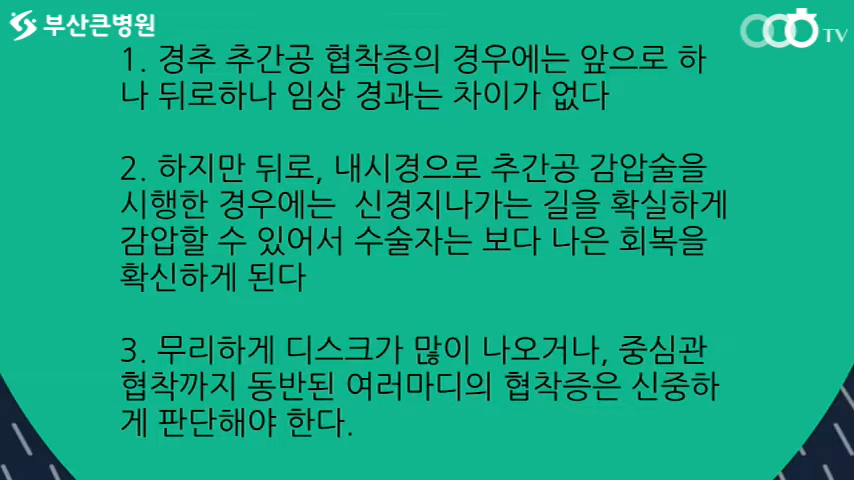 부산큰병원
TV
1. 경추 추간공 협착증의 경우에는 앞으로 하
나 뒤로하나 임상 경과는 차이가 없다
2. 하지만 뒤로, 내시경으로 추간공 감압술을
시행한 경우에는 신경지나가는 길을 확실하게
감압할 수 있어서 수술자는 보다 나은 회복을
확신하게 된다
3. 무리하게 디스크가 많이 나오거나, 중심관
협착까지 동반된 여러마디의 협착증은 신중하
게 판단해야 한다.